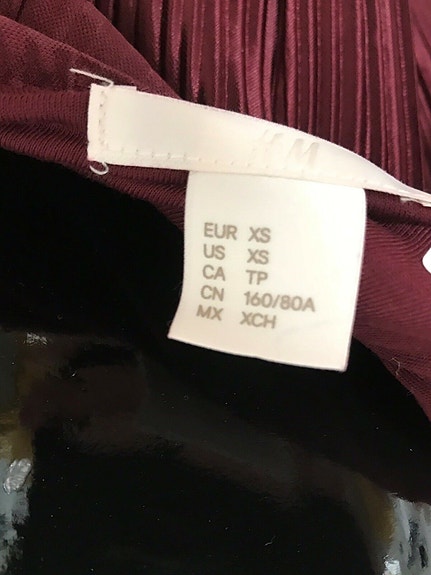 H&M
EUR XS
US XS
CA TP
CN 160/80A
MX XCH